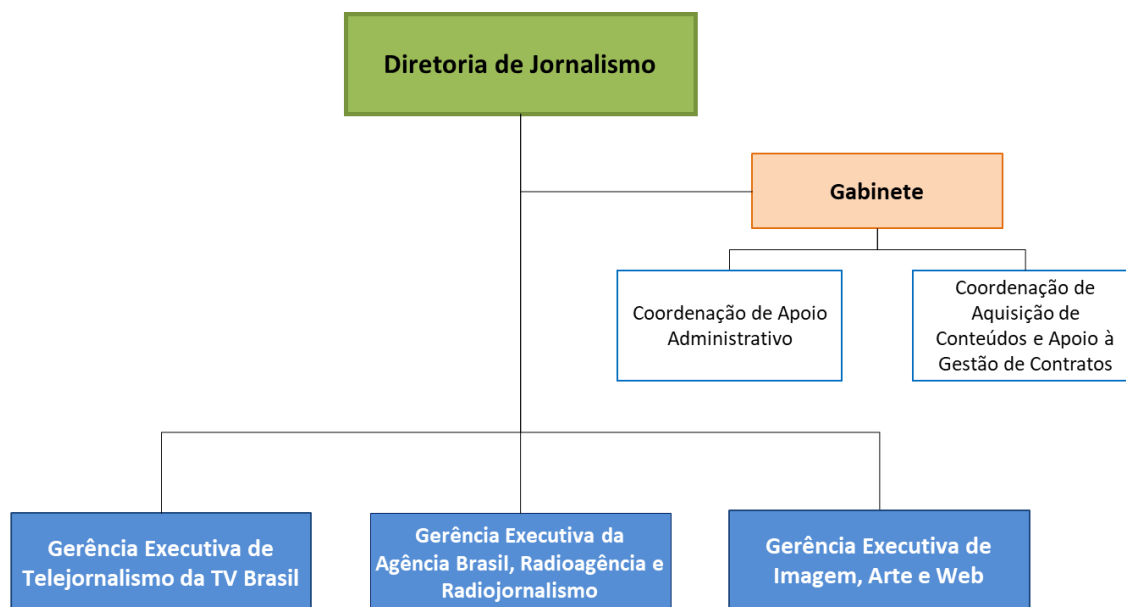 Diretoria de Jornalismo
Gabinete
Coordenação de Apoio
Administrativo
Coordenação de
Aquisição de
Conteúdos e Apoio à
Gestão de Contratos
Gerência Executiva de
Telejornalismo da TV Brasil
Gerência Executiva da
Agência Brasil, Radioagência e
Radiojornalismo
Gerência Executiva de
Imagem, Arte e Web